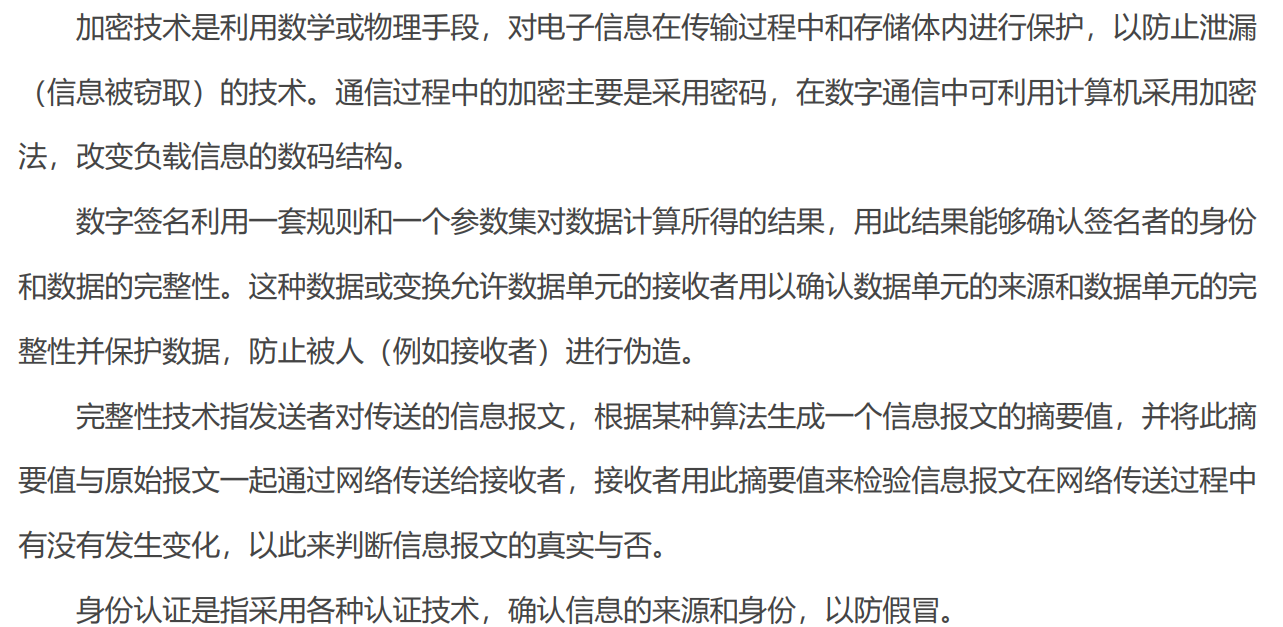 加密技术是利用数学或物理手段，对电子信息在传输过程中和存储体内进行保护，以防止泄漏
（信息被窃取）的技术。通信过程中的加密主要是采用密码，在数字通信中可利用计算机采用加密
法，改变负载信息的数码结构。
数字签名利用一套规则和一个参数集对数据计算所得的结果，用此结果能够确认签名者的身份
和数据的完整性。这种数据或变换允许数据单元的接收者用以确认数据单元的来源和数据单元的完
整性并保护数据，防止被人（例如接收者）进行伪造。
完整性技术指发送者对传送的信息报文，根据某种算法生成一个信息报文的摘要值，并将此摘
要值与原始报文一起通过网络传送给接收者，接收者用此摘要值来检验信息报文在网络传送过程中
有没有发生变化，以此来判断信息报文的真实与否。
身份认证是指采用各种认证技术，确认信息的来源和身份，以防假冒。